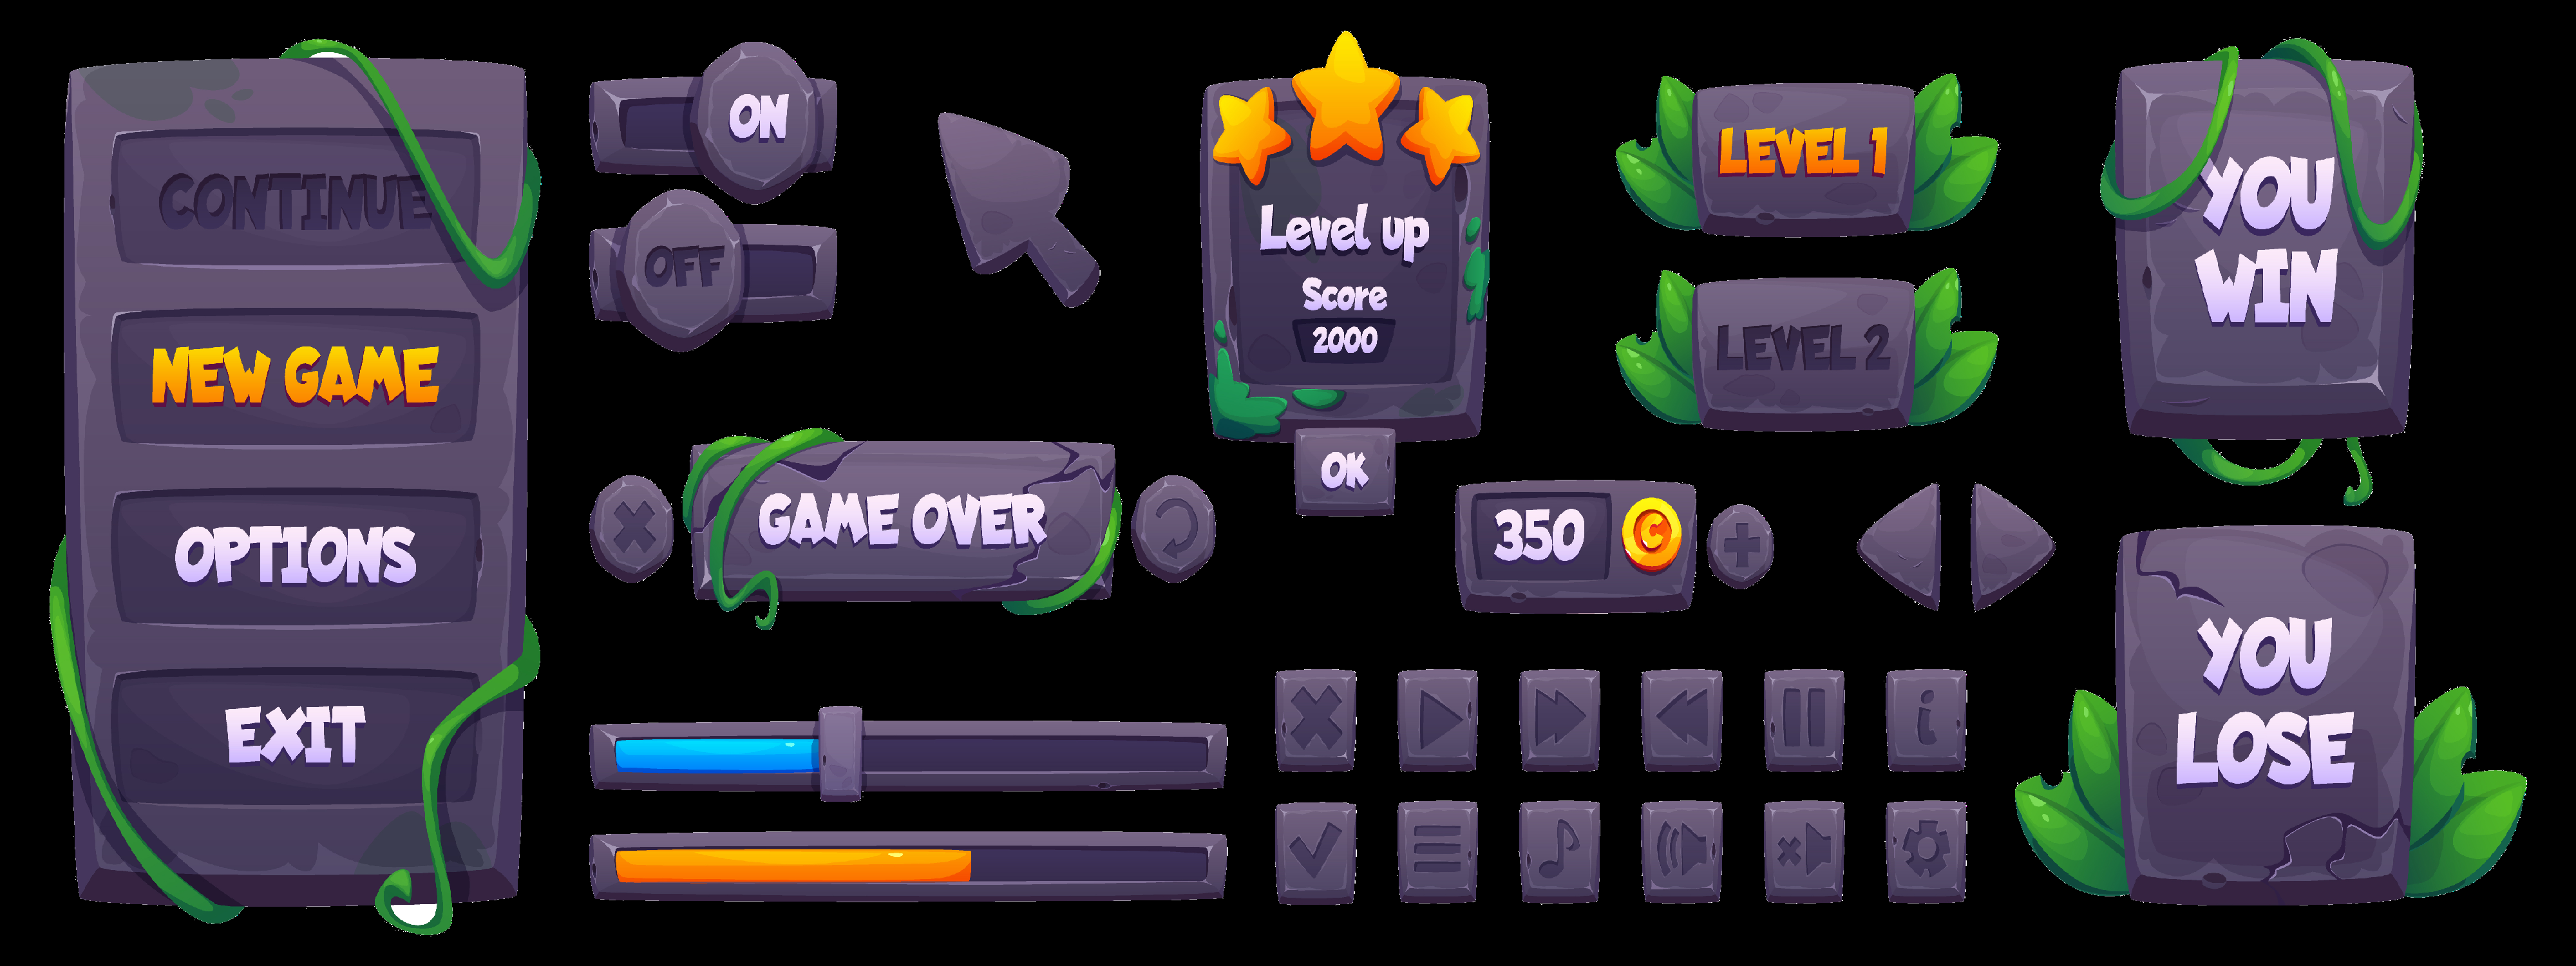 CONTINUE
NEW GAME
OPTIONS
EXIT
ON
OFF
GAME OVER
Level up
Score
2000
OK
LEVEL 1
LEVEL 2
350 C
i
YOU
WIN
YOU
LOSE